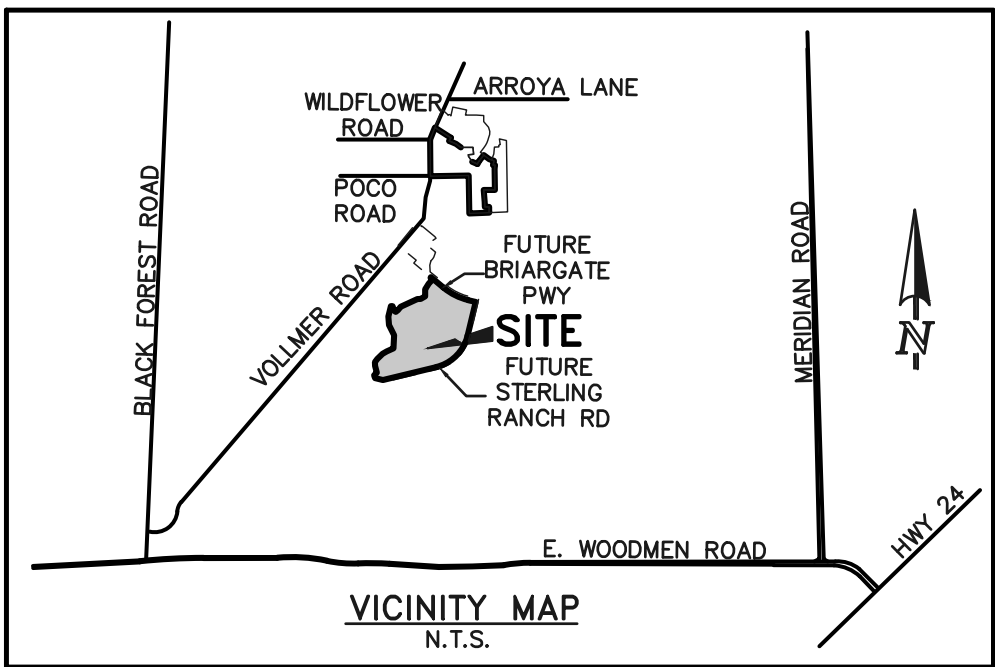 ARROYA LANE
WILDFLOWER
ROAD
POCO
ROAD
BLACK FOREST ROAD
VOLLMER ROAD
FUTURE
BRIARGATE
PWY
SITE
FUTURE
STERLING
RANCH RD
MERIDIAN ROAD
N
HWY 24
E. WOODMEN ROAD
VICINITY MAP
N.T.S.